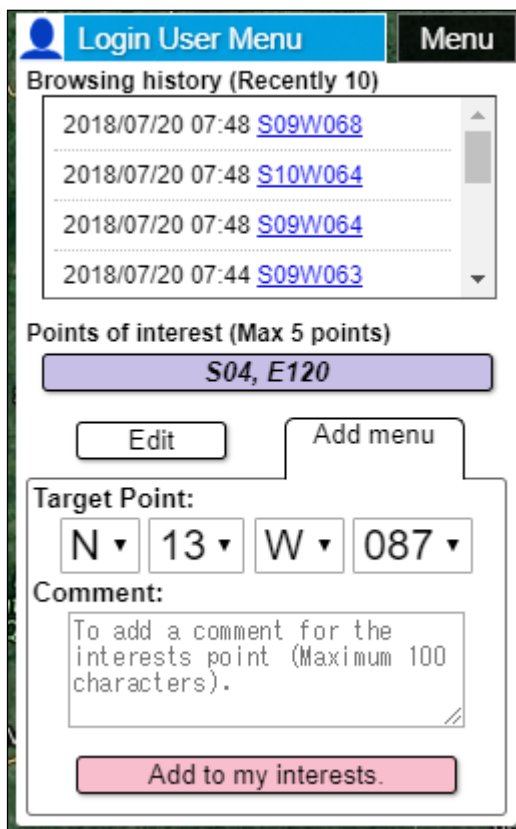 Login User Menu Menu
Browsing history (Recently 10)
2018/07/20 07:48 S09W068
2018/07/20 07:48 S10W064
2018/07/20 07:48 S09W064
2018/07/20 07:44 S09W063
Points of interest (Max 5 points)
S04, E120
Edit Add menu
Target Point:
N 13 W 087
Comment:
To add a comment for the
interests point (Maximum 100
characters).
Add to my interests.